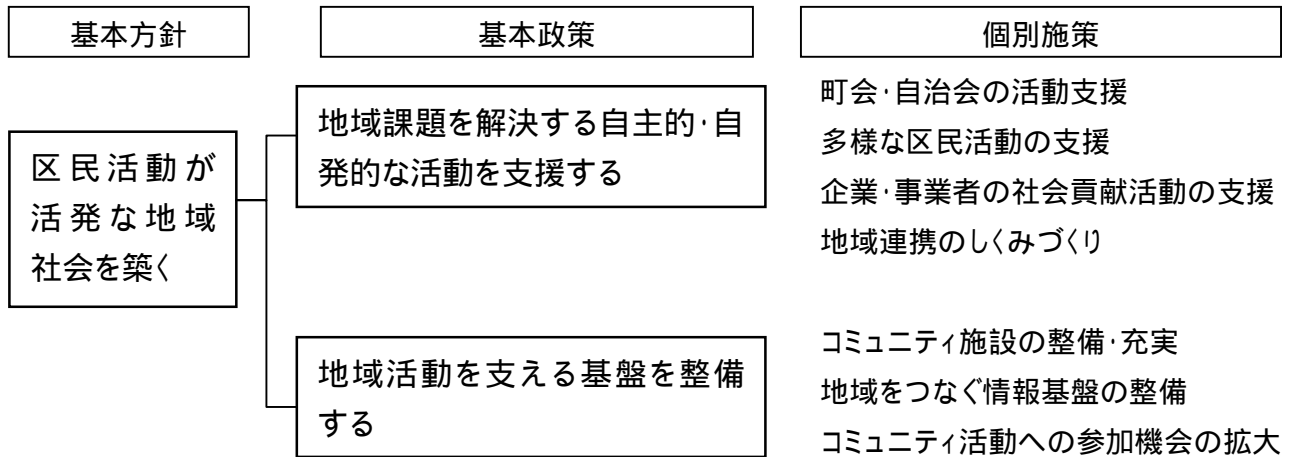 基本方針
基本政策
個別施策
区民活動が
活発な地域
社会を築く
地域課題を解決する自主的・自
発的な活動を支援する
町会・自治会の活動支援
多様な区民活動の支援
企業・事業者の社会貢献活動の支援
地域連携のしくみづくり
地域活動を支える基盤を整備
する
コミュニティ施設の整備・充実
地域をつなぐ情報基盤の整備
コミュニティ活動への参加機会の拡大